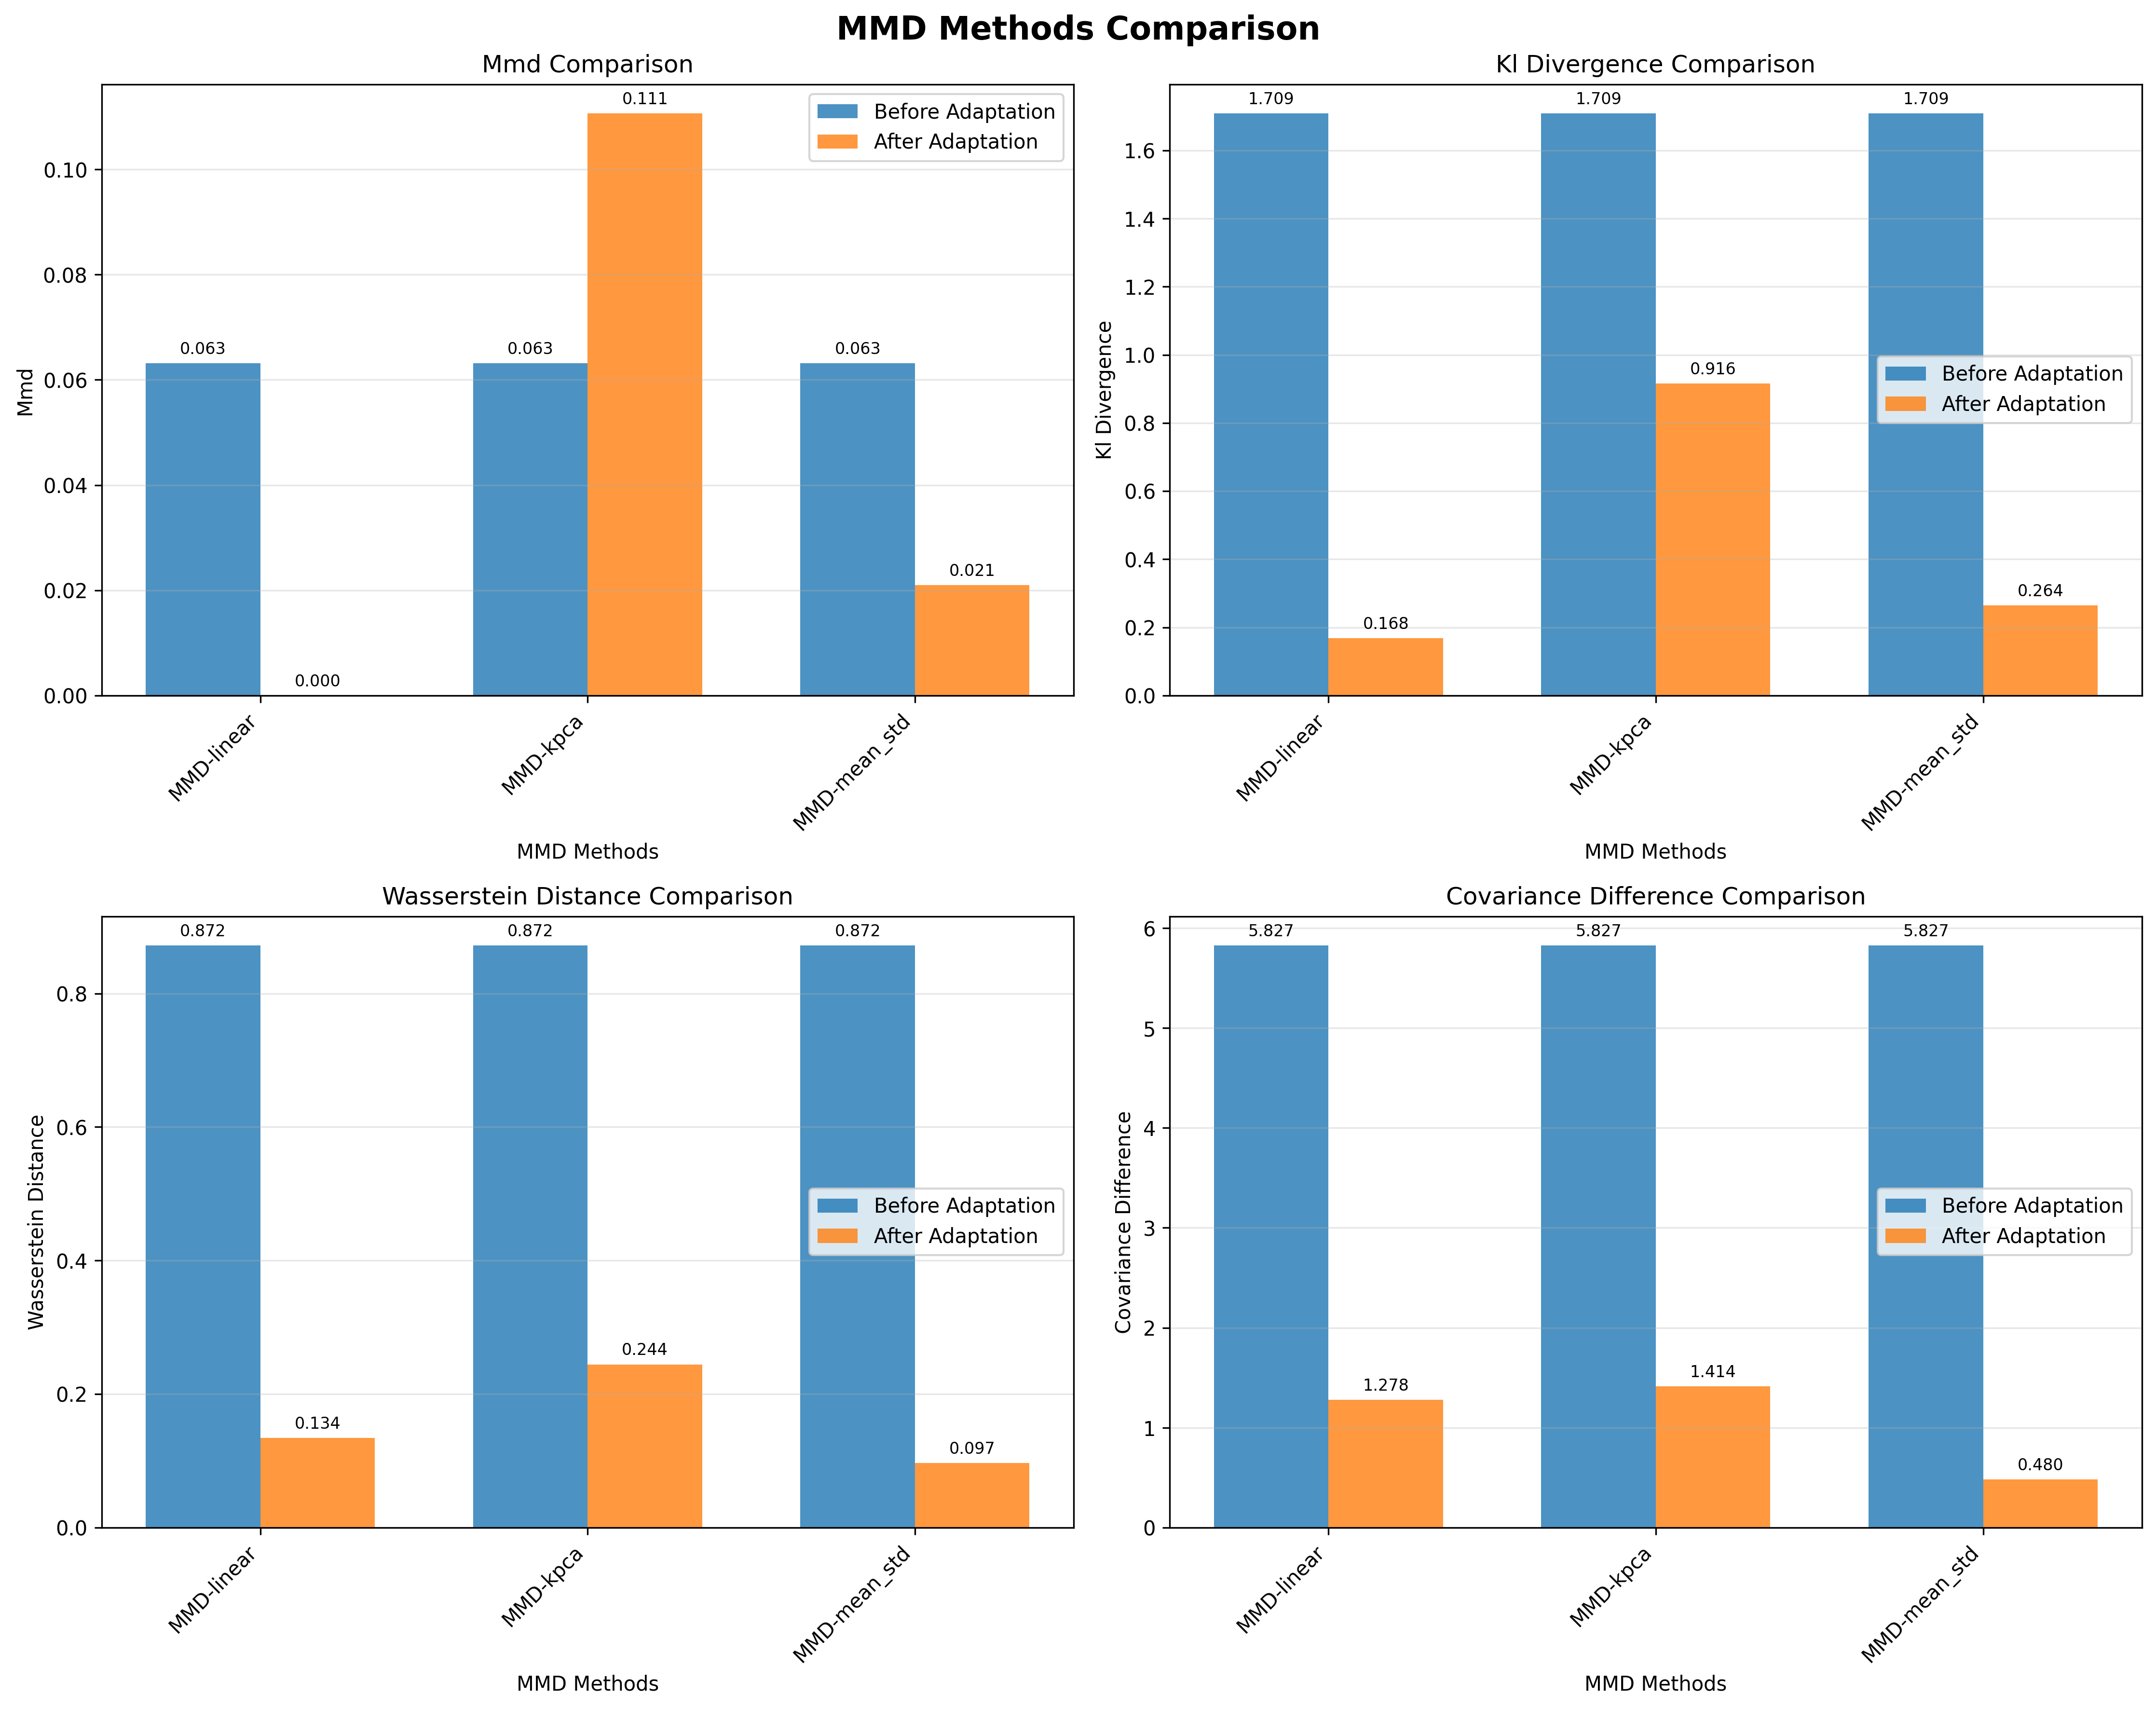 MMD Methods Comparison
Mmd Comparison
Mmd
0.10
0.08
0.06
0.04
0.02
0.00
0.063
0.000
0.063
0.111
0.063
0.021
Before Adaptation
After Adaptation
MMD-linear
MMD-kpca
MMD-mean_std
MMD Methods
Kl Divergence Comparison
Kl Divergence
1.6
1.4
1.2
1.0
0.8
0.6
0.4
0.2
0.0
1.709
0.168
1.709
0.916
1.709
0.264
Before Adaptation
After Adaptation
MMD-linear
MMD-kpca
MMD-mean_std
MMD Methods
Wasserstein Distance Comparison
Wasserstein Distance
0.8
0.6
0.4
0.2
0.0
0.872
0.134
0.872
0.244
0.872
0.097
Before Adaptation
After Adaptation
MMD-linear
MMD-kpca
MMD-mean_std
MMD Methods
Covariance Difference Comparison
Covariance Difference
6
5
4
3
2
1
0
5.827
1.278
5.827
1.414
5.827
0.480
Before Adaptation
After Adaptation
MMD-linear
MMD-kpca
MMD-mean_std
MMD Methods